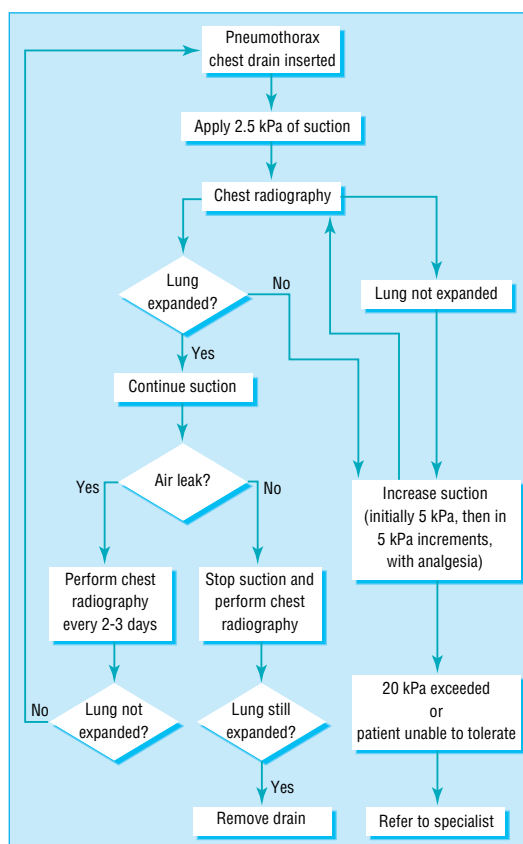 Pneumothorax
chest drain inserted
Apply 2.5 kPa of suction
Chest radiography
Lung
expanded?
No
Lung not expanded
Yes
Continue suction
Air leak?
Yes
No
Increase suction
(initially 5 kPa, then in
5 kPa increments,
with analgesia)
Perform chest
radiography
every 2-3 days
Stop suction and
perform chest
radiography
No
Lung not
expanded?
Lung still
expanded?
20 kPa exceeded
or
patient unable to tolerate
Yes
Remove drain
Refer to specialist